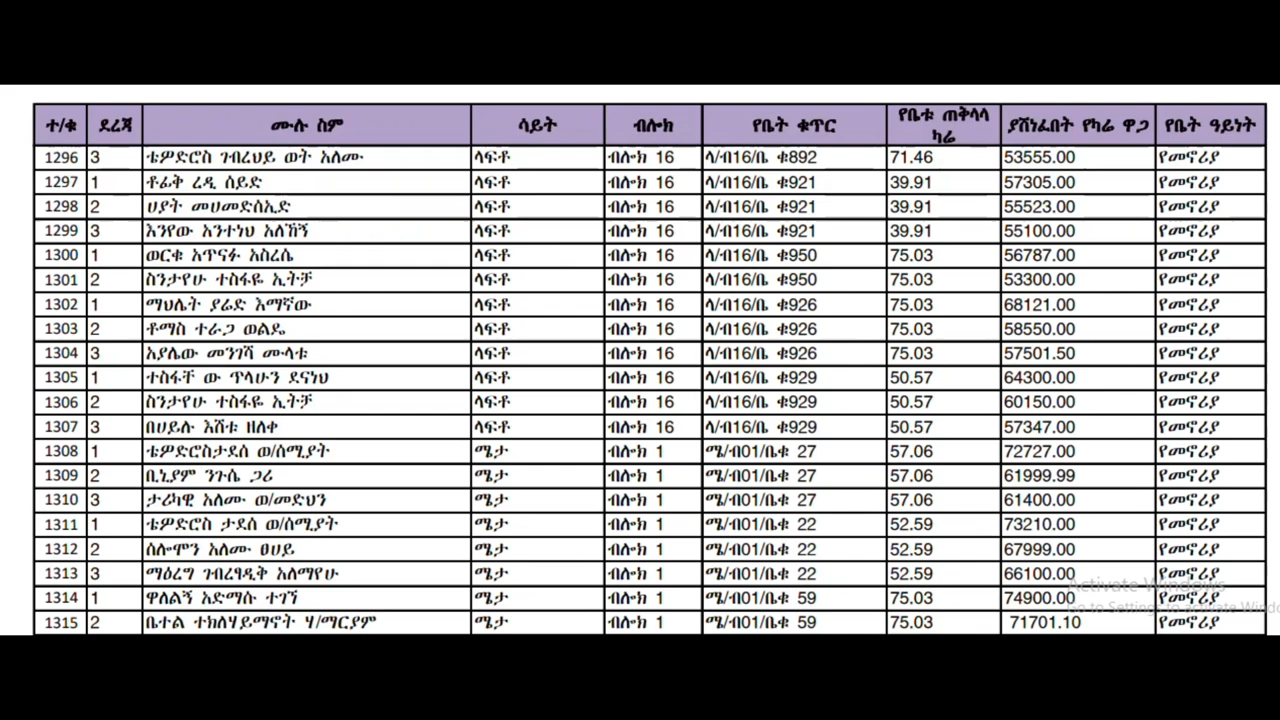 ተ/ቁ ደረጃ ሙሉ ስም ሳይት ብሎክ የቤት ቁጥር የቤቱ ጠቅላላ ካሬ ያሸነፈበት የካሬ ዋጋ የቤት ዓይነት
1296 3 ቴዎድሮስ ገብረህይ ወት አለሙ ላፍቶ ብሎክ 16 ላ/ብ16/ቤ ቁ892 71.46 53555.00 የመኖሪያ
1297 1 ቶፊቅ ረዲ ሰይድ ላፍቶ ብሎክ 16 ላ/ብ16/ቤ ቁ921 39.91 57305.00 የመኖሪያ
1298 2 ሀያት መሀመድሰኢድ ላፍቶ ብሎክ 16 ላ/ብ16/ቤ ቁ921 39.91 55523.00 የመኖሪያ
1299 3 እንየው አንተነህ አለኸኝ ላፍቶ ብሎክ 16 ላ/ብ16/ቤ ቁ921 39.91 55100.00 የመኖሪያ
1300 1 ወርቁ አጥናፉ አስረሴ ላፍቶ ብሎክ 16 ላ/ብ16/ቤ ቁ950 75.03 56787.00 የመኖሪያ
1301 2 ስንታየሁ ተስፋዬ ኢትቻ ላፍቶ ብሎክ 16 ላ/ብ16/ቤ ቁ950 75.03 53300.00 የመኖሪያ
1302 1 ማህሌት ያሬድ እማኛው ላፍቶ ብሎክ 16 ላ/ብ16/ቤ ቁ926 75.03 68121.00 የመኖሪያ
1303 2 ቶማስ ተራጋ ወልዴ ላፍቶ ብሎክ 16 ላ/ብ16/ቤ ቁ926 75.03 58550.00 የመኖሪያ
1304 3 አያሌው መንገሻ ሙላቱ ላፍቶ ብሎክ 16 ላ/ብ16/ቤ ቁ926 75.03 57501.50 የመኖሪያ
1305 1 ተስፋቸ ው ጥላሁን ደናነህ ላፍቶ ብሎክ 16 ላ/ብ16/ቤ ቁ929 50.57 64300.00 የመኖሪያ
1306 2 ስንታየሁ ተስፋዬ ኢትቻ ላፍቶ ብሎክ 16 ላ/ብ16/ቤ ቁ929 50.57 60150.00 የመኖሪያ
1307 3 በሀይሉ እሸቱ ዘለቀ ላፍቶ ብሎክ 16 ላ/ብ16/ቤ ቁ929 50.57 57347.00 የመኖሪያ
1308 1 ቴዎድሮስታደሰ ወ/ሰሚያት ሜታ ብሎክ 1 ሜ/ብ01/ቤቁ 27 57.06 72727.00 የመኖሪያ
1309 2 ቢኒያም ንጉሴ ጋሪ ሜታ ብሎክ 1 ሜ/ብ01/ቤቁ 27 57.06 61999.99 የመኖሪያ
1310 3 ታሪካዊ አለሙ ወ/መድህን ሜታ ብሎክ 1 ሜ/ብ01/ቤቁ 27 57.06 61400.00 የመኖሪያ
1311 1 ቴዎድሮስ ታደሰ ወ/ሰሚያት ሜታ ብሎክ 1 ሜ/ብ01/ቤቁ 22 52.59 73210.00 የመኖሪያ
1312 2 ሰሎሞን አለሙ ፀሀይ ሜታ ብሎክ 1 ሜ/ብ01/ቤቁ 22 52.59 67999.00 የመኖሪያ
1313 3 ማዕረግ ገብረፃዲቅ አለማየሁ ሜታ ብሎክ 1 ሜ/ብ01/ቤቁ 22 52.59 66100.00 የመኖሪያ
Activate Windows
1314 1 ዋለልኝ አድማሱ ተገኘ ሜታ ብሎክ 1 ሜ/ብ01/ቤቁ 59 75.03 74900.00 የመኖሪያ
Go to Settings to activate Windo
1315 2 ቤተል ተክለሃይማኖት ሃ/ማርያም ሜታ ብሎክ 1 ሜ/ብ01/ቤቁ 59 75.03 71701.10 የመኖሪያ